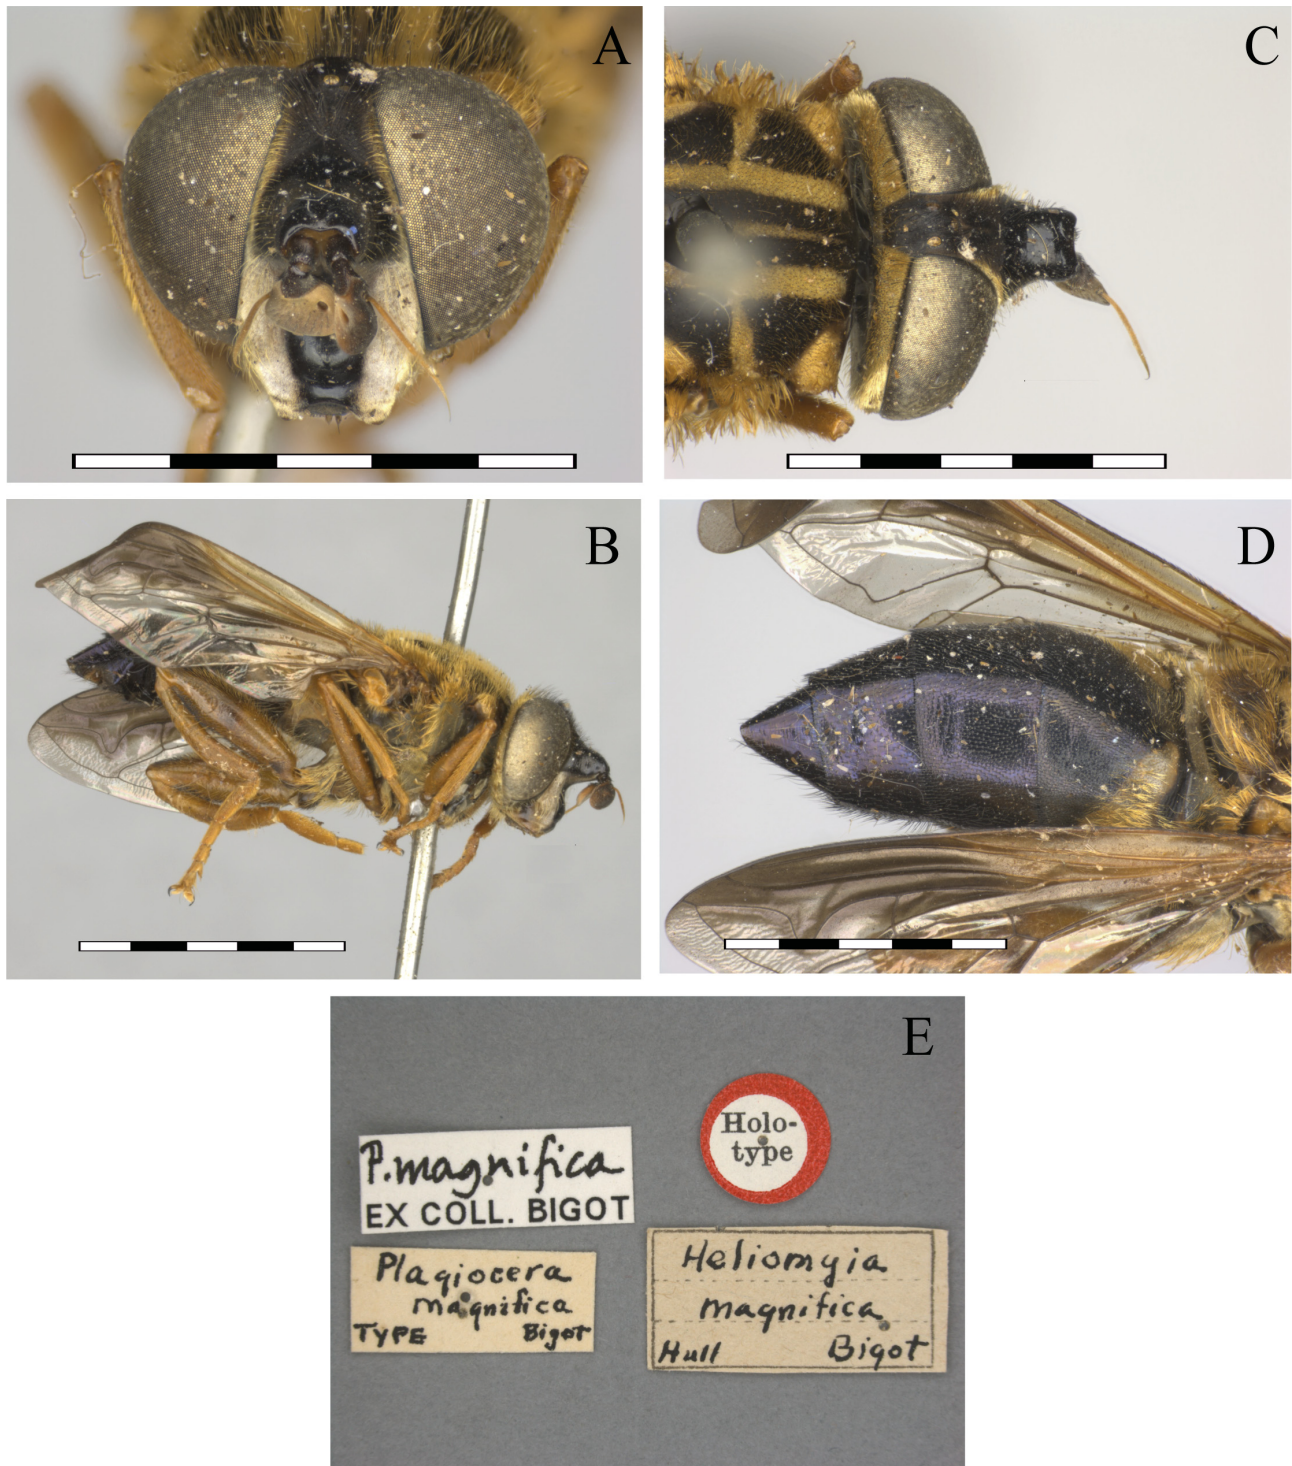 A
C
B
D
E
P. magnifica
EX COLL. BIGOT
Holo-
type
Plagiocera
magnifica
TYPE Bigot
Heliomyia
magnifica
Hull Bigot